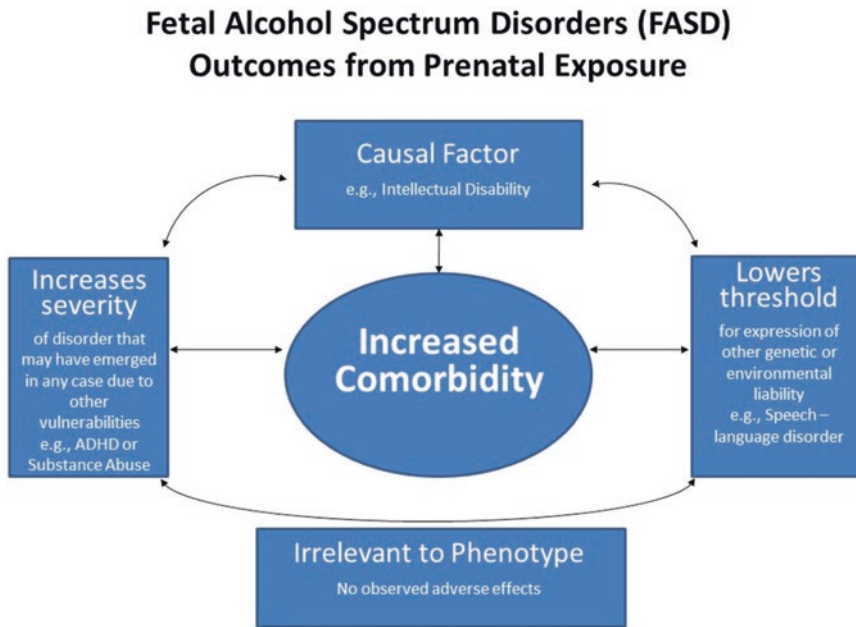 Fetal Alcohol Spectrum Disorders (FASD)
Outcomes from Prenatal Exposure
Causal Factor
e.g., Intellectual Disability
Increases
severity
of disorder that
may have emerged
in any case due to
other
vulnerabilities
e.g., ADHD or
Substance Abuse
Increased
Comorbidity
Lowers
threshold
for expression of
other genetic or
environmental
liability
e.g., Speech –
language disorder
Irrelevant to Phenotype
No observed adverse effects